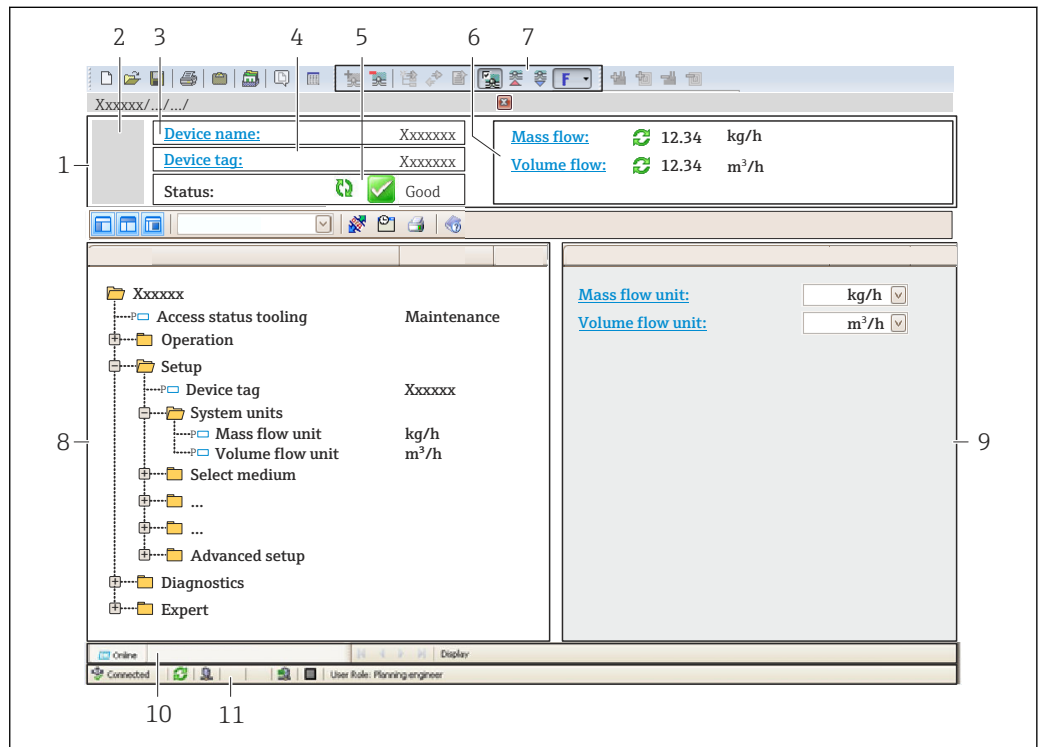 2 3 4 5 6 7
F
Xxxxxx/.../.../
1
Device name: Xxxxxxx
Device tag: Xxxxxxx
Status: Good
Mass flow: 12.34 kg/h
Volume flow: 12.34 m³/h
Xxxxxx
P Access status tooling Maintenance
Operation
Setup
P Device tag Xxxxxx
System units
P Mass flow unit kg/h
P Volume flow unit m³/h
Select medium
...
...
Advanced setup
Diagnostics
Expert
8
Mass flow unit: kg/h
Volume flow unit: m³/h
9
Online Display
Connected User Role: Planning engineer
10 11